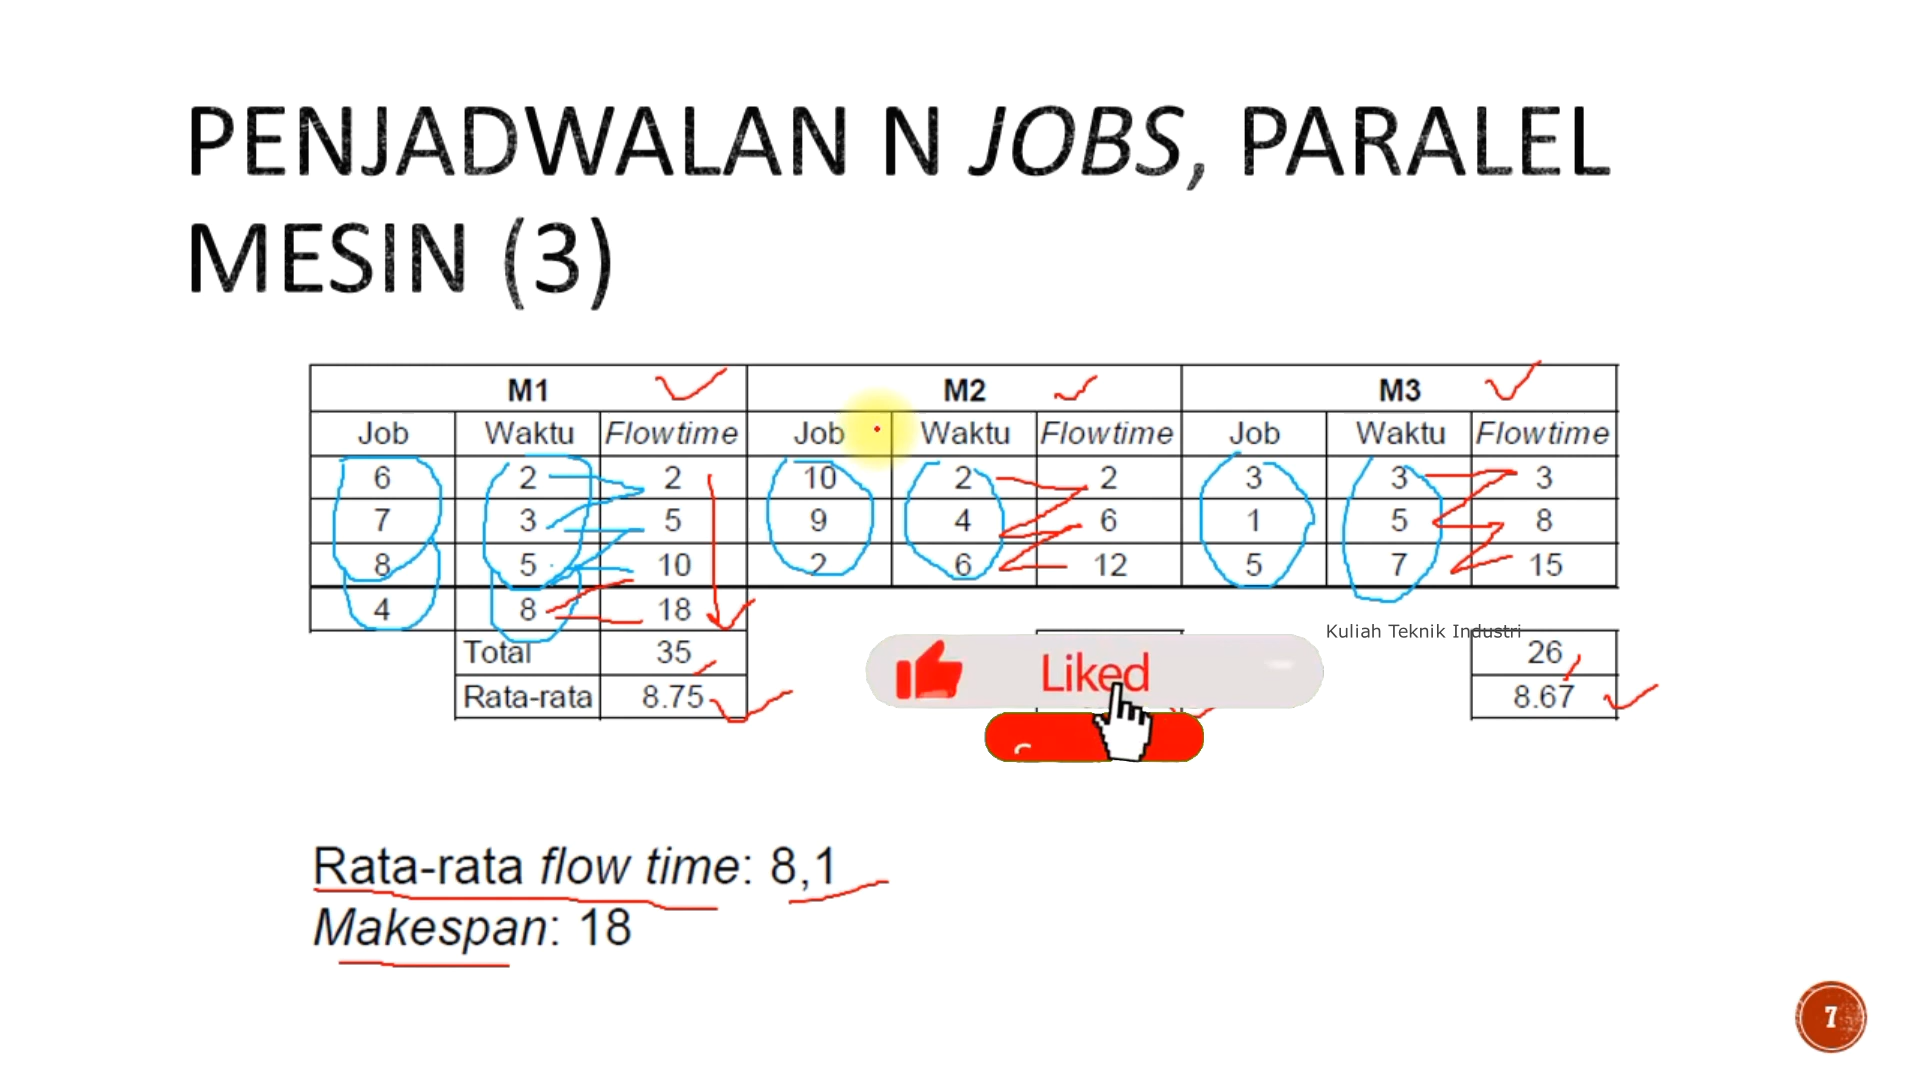 PENJADWALAN N JOBS, PARALEL
MESIN (3)
M1 M2 M3
Job Waktu Flowtime Job Waktu Flowtime Job Waktu Flowtime
6 2 2 10 2 2 3 3 3
7 3 5 9 4 6 1 5 8
8 5 10 2 6 12 5 7 15
4 8 18
Kuliah Teknik Industri
Total 35 26
Rata-rata 8.75 8.67
Liked
Rata-rata flow time: 8,1
Makespan: 18
7